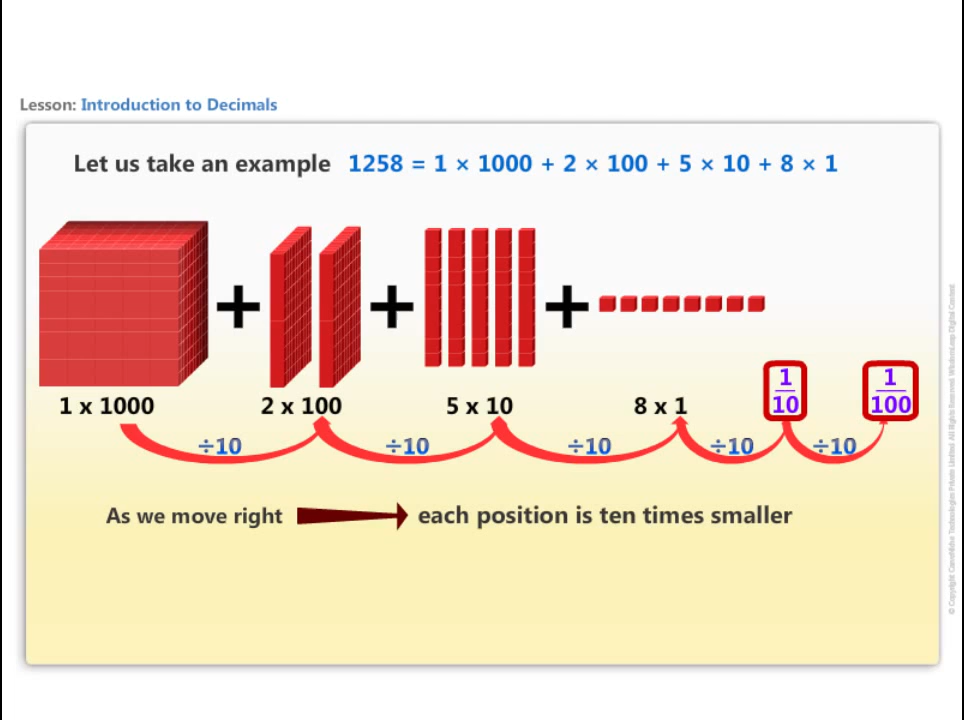 Lesson: Introduction to Decimals
Let us take an example 1258 = 1 × 1000 + 2 × 100 + 5 × 10 + 8 × 1
+ + +
1 x 1000 2 x 100 5 x 10 8 x 1 1/10 1/100
÷10 ÷10 ÷10 ÷10 ÷10
As we move right each position is ten times smaller